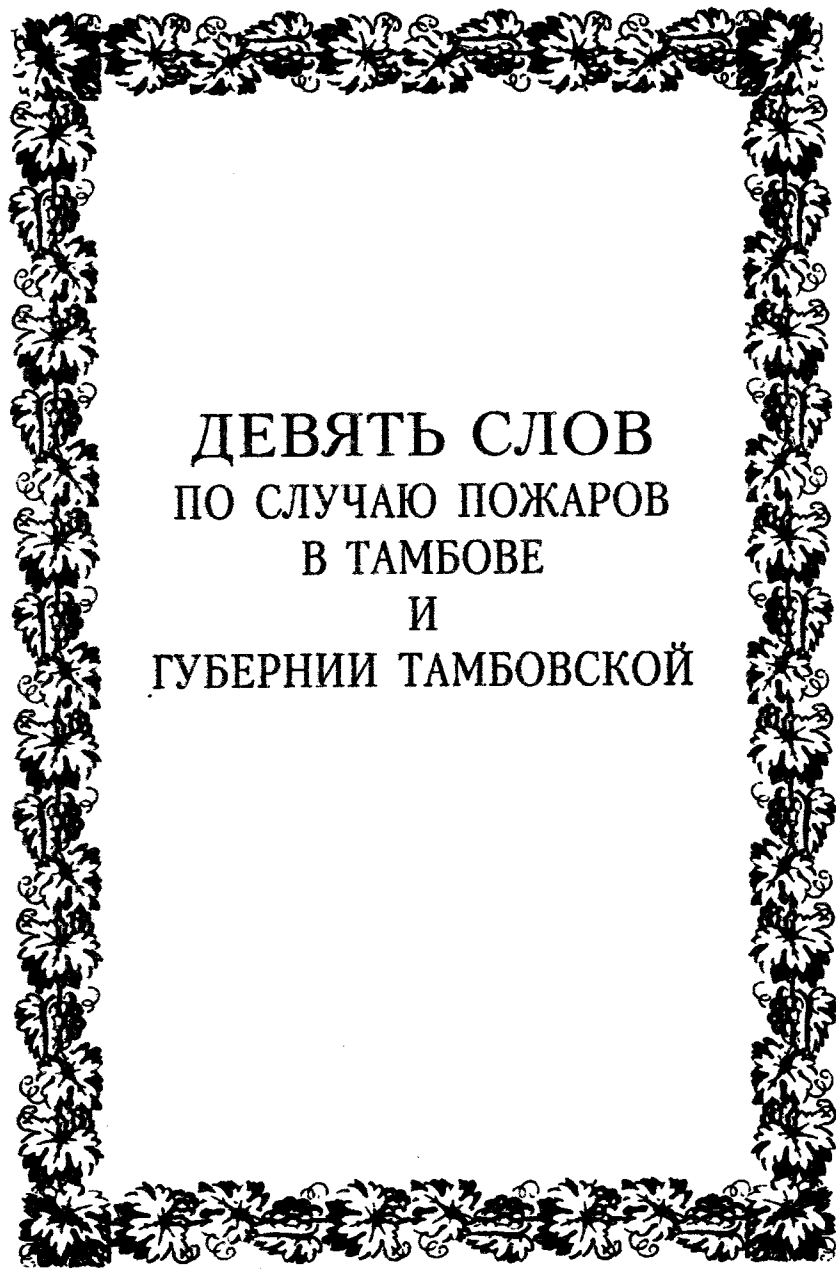 ДЕВЯТЬ СЛОВ
ПО СЛУЧАЮ ПОЖАРОВ
В ТАМБОВЕ
И
ГУБЕРНИИ ТАМБОВСКОЙ